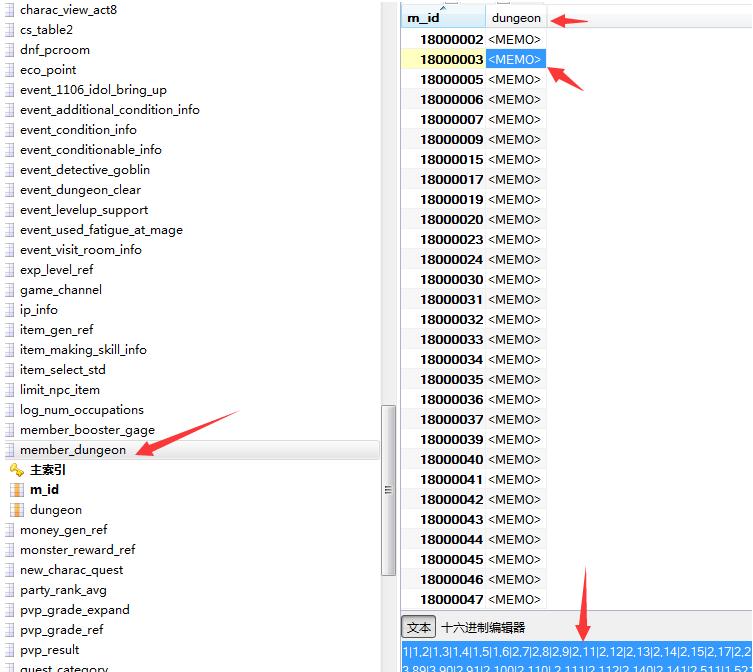 charac_view_act8
cs_table2
dnf_pcroom
eco_point
event_1106_idol_bring_up
event_additional_condition_info
event_condition_info
event_conditionable_info
event_detective_goblin
event_dungeon_clear
event_levelup_support
event_used_fatigue_at_mage
event_visit_room_info
exp_level_ref
game_channel
ip_info
item_gen_ref
item_making_skill_info
item_select_std
limit_npc_item
log_num_occupations
member_booster_gage
member_dungeon
主索引
m_id
dungeon
money_gen_ref
monster_reward_ref
new_charac_quest
party_rank_avg
pvp_grade_expand
pvp_grade_ref
pvp_result
quest_category
m_id dungeon
18000002 <MEMO>
18000003 <MEMO>
18000005 <MEMO>
18000006 <MEMO>
18000007 <MEMO>
18000009 <MEMO>
18000015 <MEMO>
18000017 <MEMO>
18000019 <MEMO>
18000020 <MEMO>
18000023 <MEMO>
18000024 <MEMO>
18000030 <MEMO>
18000031 <MEMO>
18000032 <MEMO>
18000033 <MEMO>
18000034 <MEMO>
18000035 <MEMO>
18000036 <MEMO>
18000037 <MEMO>
18000039 <MEMO>
18000040 <MEMO>
18000041 <MEMO>
18000042 <MEMO>
18000043 <MEMO>
18000044 <MEMO>
18000045 <MEMO>
18000046 <MEMO>
18000047 <MEMO>
文本 十六进制编辑器
1|1,2|1,3|1,4|1,5|1,6|2,7|2,8|2,9|2,11|2,12|2,13|2,14|2,15|2,17|2,2
3,89|3,90|2,91|2,100|2,110|2,111|2,112|2,140|2,141|2,511|1,52